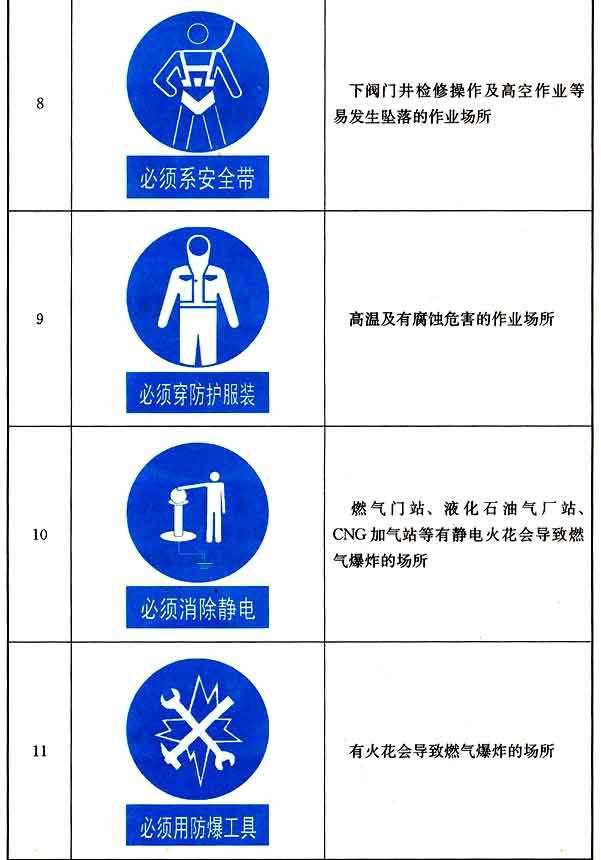 8
必须系安全带
下阀门井检修操作及高空作业等
易发生坠落的作业场所
9
必须穿防护服装
高温及有腐蚀危害的作业场所
10
必须消除静电
燃气门站、液化石油气厂站、
CNG加气站等有静电火花会导致燃
气爆炸的场所
11
必须用防爆工具
有火花会导致燃气爆炸的场所